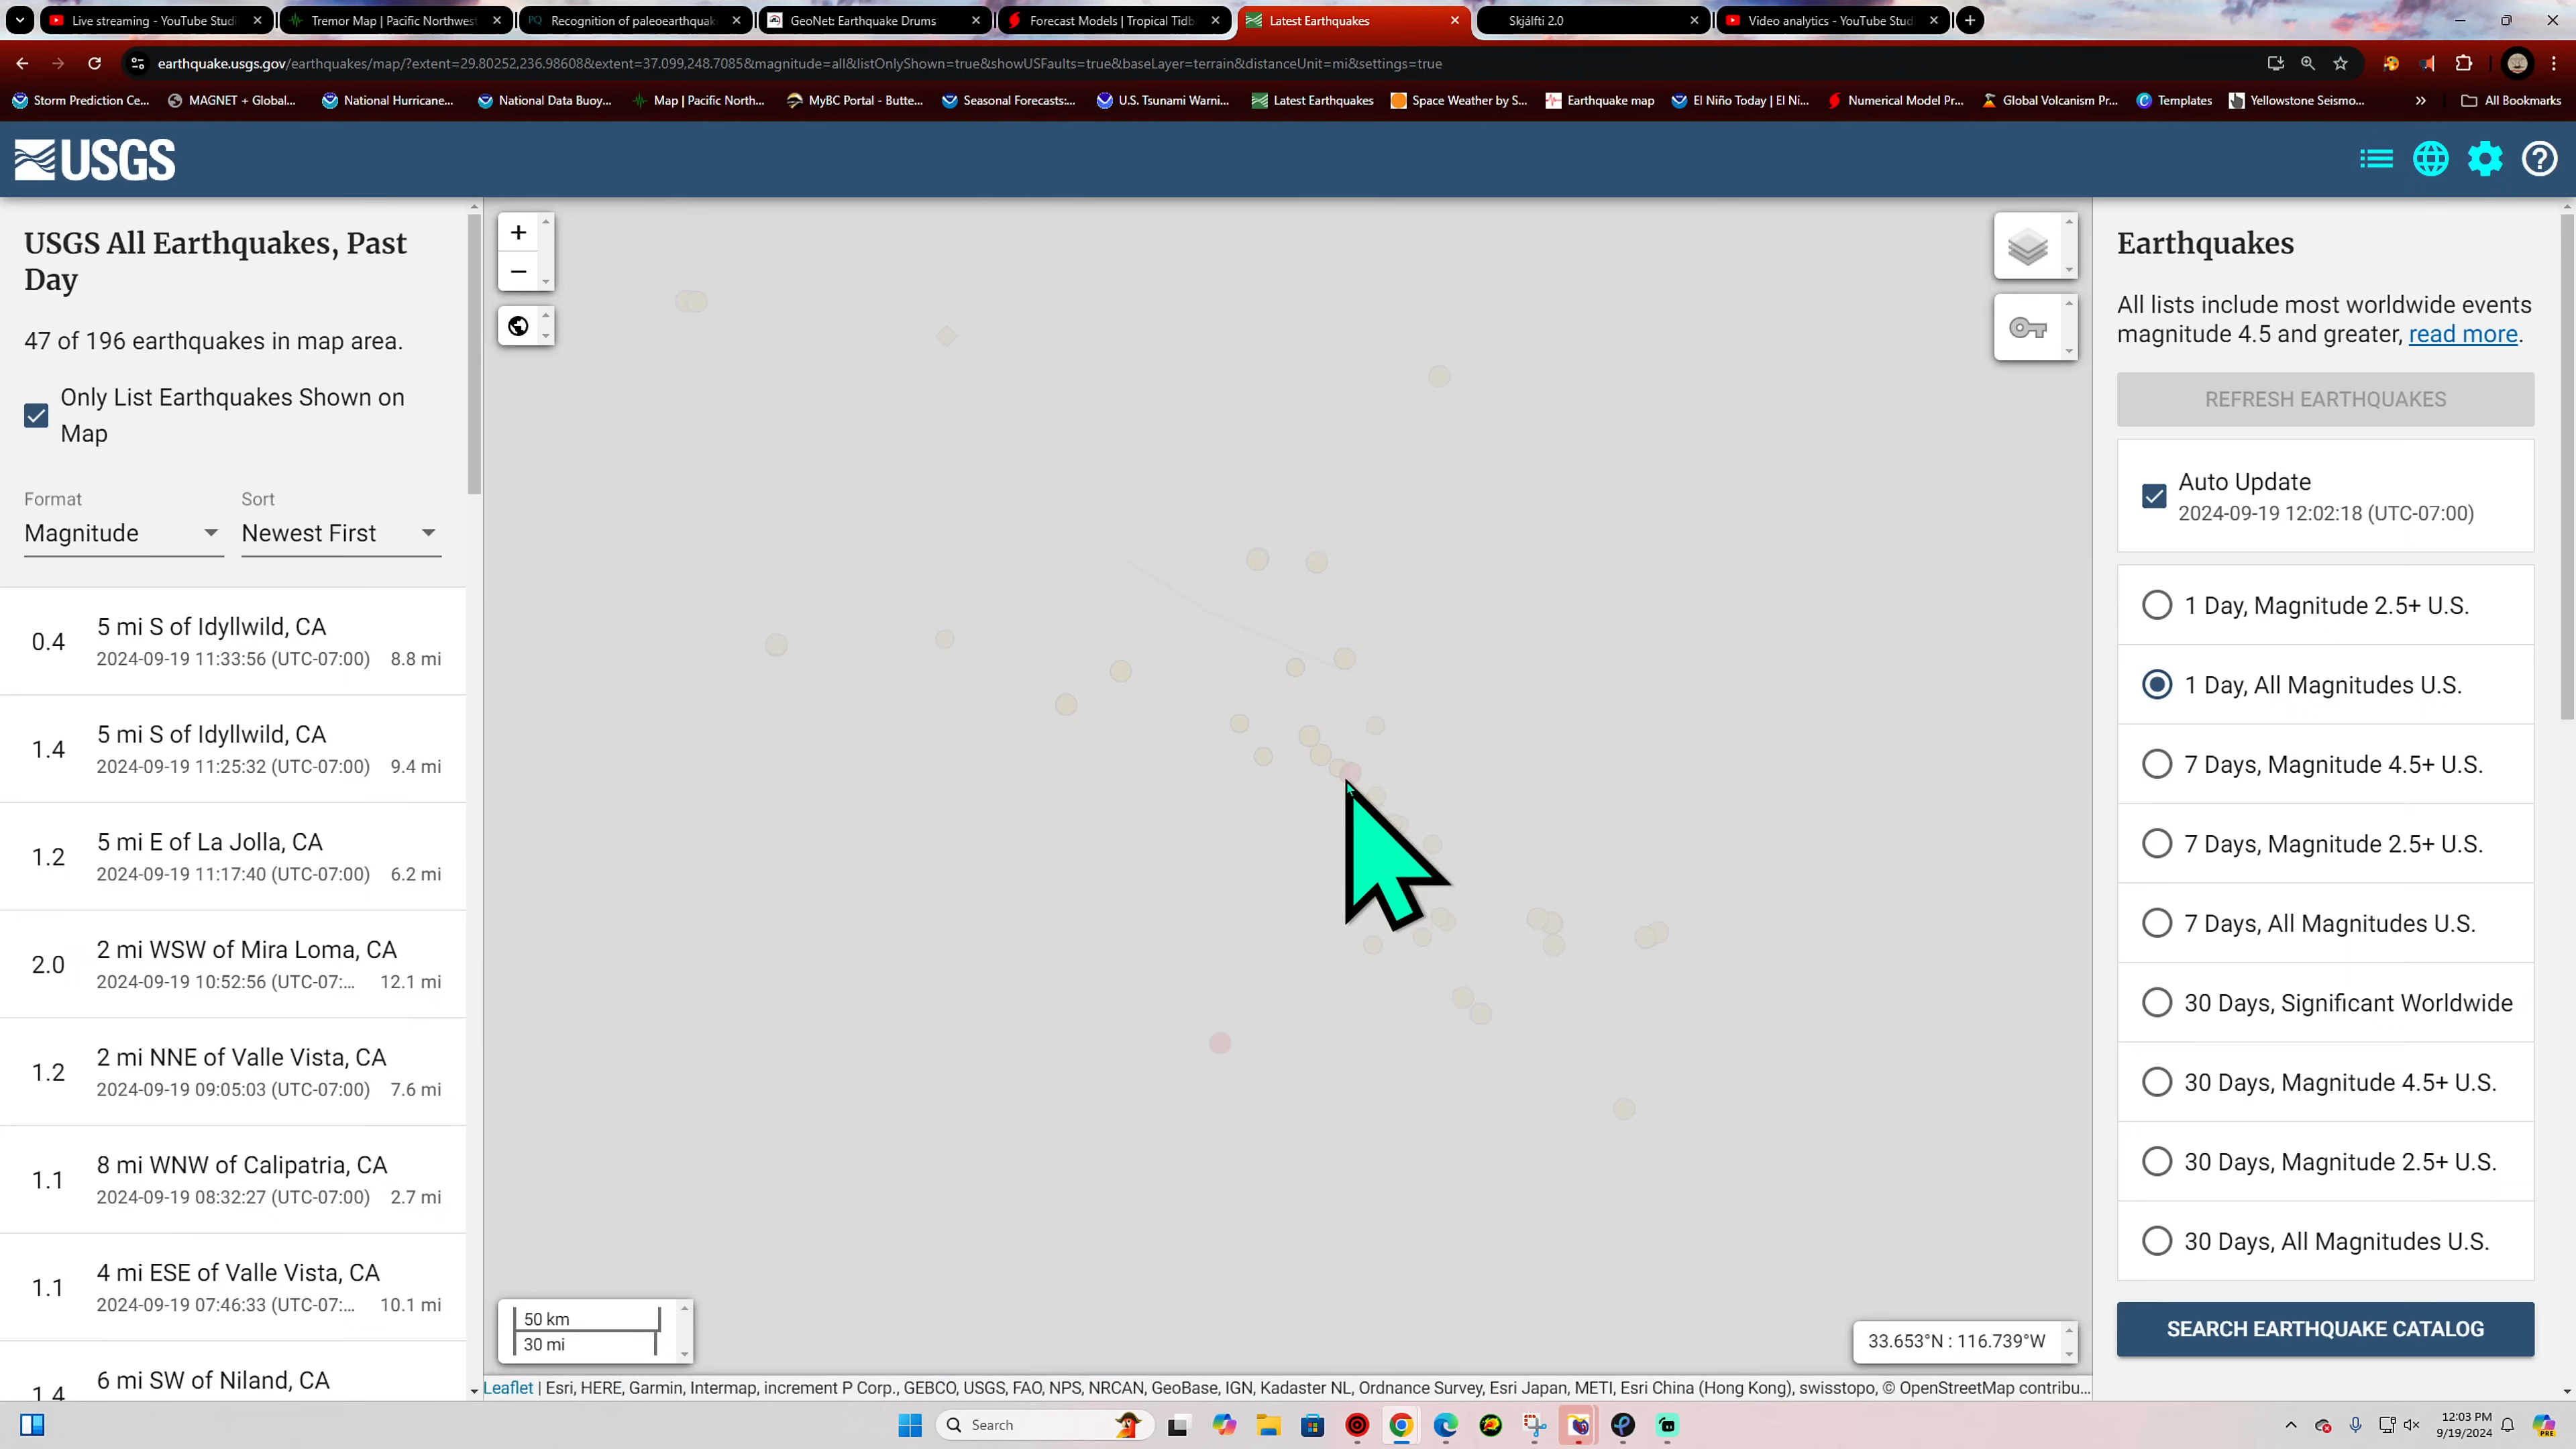 Live streaming - YouTube Studi
Tremor Map | Pacific Northwest
Recognition of paleoearthquak
GeoNet: Earthquake Drums
Forecast Models | Tropical Tidb
Latest Earthquakes
Skjálfti 2.0
Video analytics - YouTube Stud
earthquake.usgs.gov/earthquakes/map/?extent=29.80252,236.98608&extent=37.099,248.7085&magnitude=all&listOnlyShown=true&showUSFaults=true&baseLayer=terrain&distanceUnit=mi&settings=true
Storm Prediction Ce...
MAGNET + Global...
National Hurricane...
National Data Buoy...
Map | Pacific North...
MyBC Portal - Butte...
Seasonal Forecasts:...
U.S. Tsunami Warni...
Latest Earthquakes
Space Weather by S...
Earthquake map
El Niño Today | El Ni...
Numerical Model Pr...
Global Volcanism Pr...
Templates
Yellowstone Seismo...
All Bookmarks
USGS
USGS All Earthquakes, Past
Day
47 of 196 earthquakes in map area.
Only List Earthquakes Shown on
Map
Format
Sort
Magnitude
Newest First
0.4
5 mi S of Idyllwild, CA
2024-09-19 11:33:56 (UTC-07:00) 8.8 mi
1.4
5 mi S of Idyllwild, CA
2024-09-19 11:25:32 (UTC-07:00) 9.4 mi
1.2
5 mi E of La Jolla, CA
2024-09-19 11:17:40 (UTC-07:00) 6.2 mi
2.0
2 mi WSW of Mira Loma, CA
2024-09-19 10:52:56 (UTC-07:... 12.1 mi
1.2
2 mi NNE of Valle Vista, CA
2024-09-19 09:05:03 (UTC-07:00) 7.6 mi
1.1
8 mi WNW of Calipatria, CA
2024-09-19 08:32:27 (UTC-07:00) 2.7 mi
1.1
4 mi ESE of Valle Vista, CA
2024-09-19 07:46:33 (UTC-07:... 10.1 mi
1.4
6 mi SW of Niland, CA
+
−
50 km
30 mi
33.653°N : 116.739°W
Leaflet | Esri, HERE, Garmin, Intermap, increment P Corp., GEBCO, USGS, FAO, NPS, NRCAN, GeoBase, IGN, Kadaster NL, Ordnance Survey, Esri Japan, METI, Esri China (Hong Kong), swisstopo, © OpenStreetMap contribu...
Earthquakes
All lists include most worldwide events
magnitude 4.5 and greater, read more.
REFRESH EARTHQUAKES
Auto Update
2024-09-19 12:02:18 (UTC-07:00)
1 Day, Magnitude 2.5+ U.S.
1 Day, All Magnitudes U.S.
7 Days, Magnitude 4.5+ U.S.
7 Days, Magnitude 2.5+ U.S.
7 Days, All Magnitudes U.S.
30 Days, Significant Worldwide
30 Days, Magnitude 4.5+ U.S.
30 Days, Magnitude 2.5+ U.S.
30 Days, All Magnitudes U.S.
SEARCH EARTHQUAKE CATALOG
Search
12:03 PM
9/19/2024
PRE